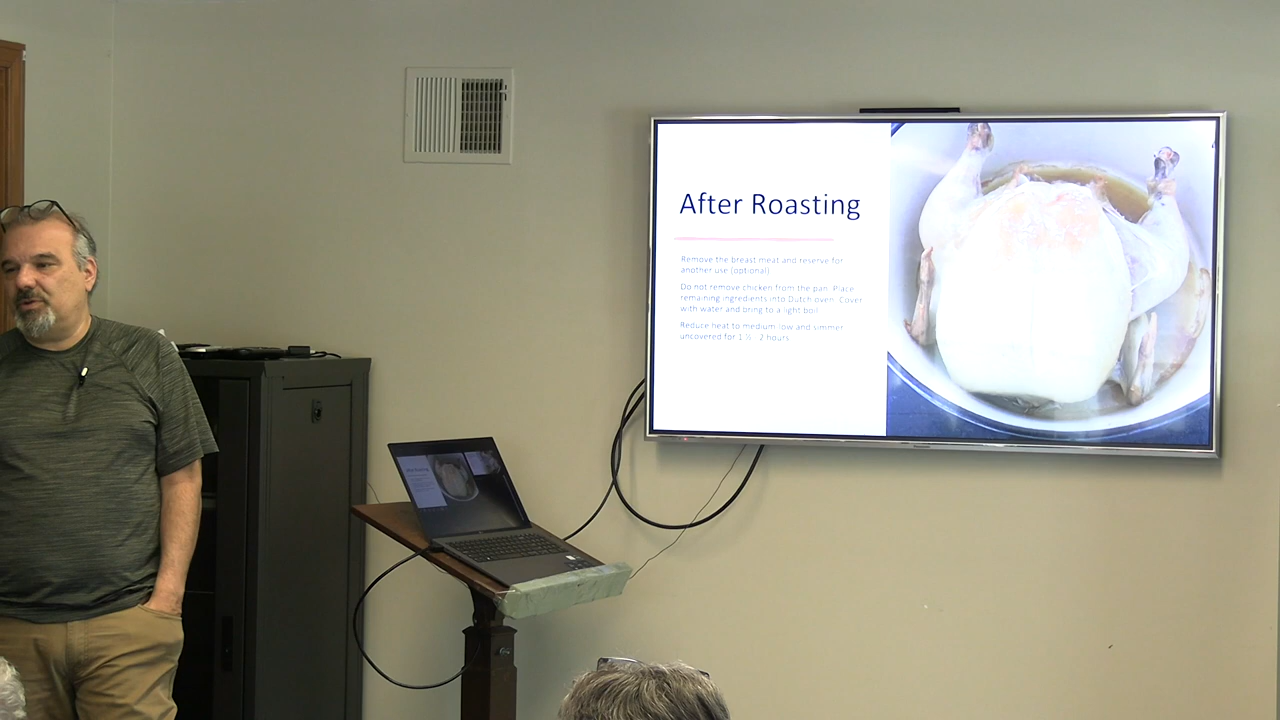 After Roasting
Remove the breast meat and reserve for
another use (optional)
Do not remove chicken from the pan. Place
remaining ingredients into Dutch oven. Cover
with water and bring to a light boil
Reduce heat to medium low and simmer
uncovered for 1 ½ 2 hours